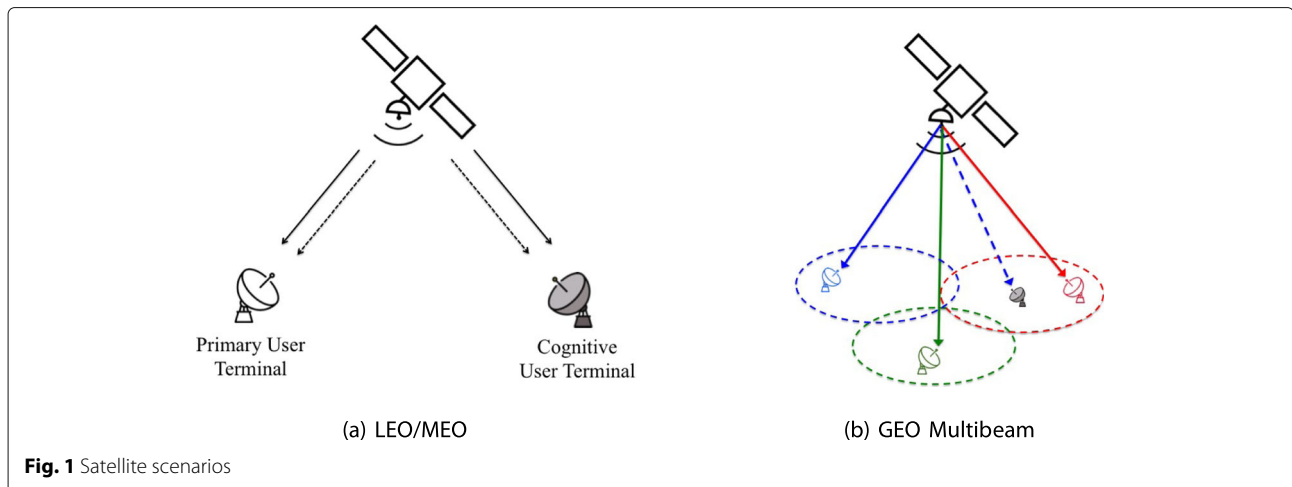 Primary User
Terminal
Cognitive
User Terminal
(a) LEO/MEO
(b) GEO Multibeam
Fig. 1 Satellite scenarios